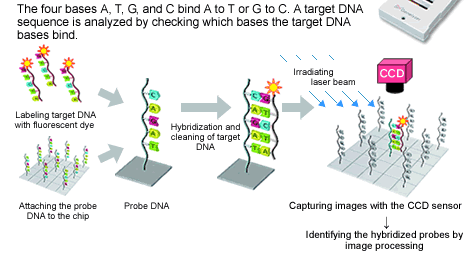 The four bases A, T, G, and C bind A to T or G to C. A target DNA
sequence is analyzed by checking which bases the target DNA
bases bind.
Irradiating
laser beam
CCD
Labeling target DNA
with fluorescent dye
Hybridization and
cleaning of target
DNA
Attaching the probe
DNA to the chip
Probe DNA
Capturing images with the CCD sensor
↓
Identifying the hybridized probes by
image processing